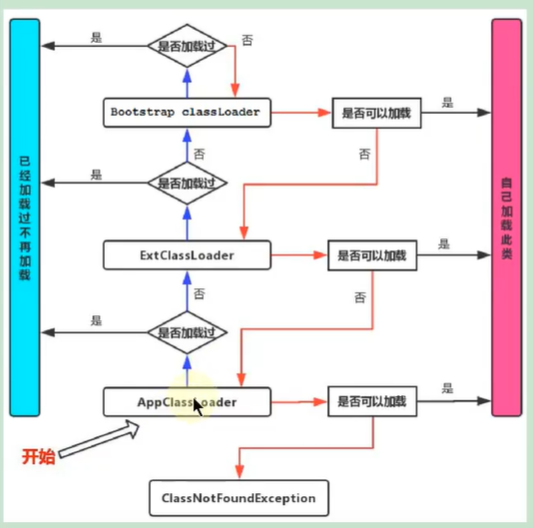 是
是否加载过
否
Bootstrap classLoader
是否可以加载
是
否
否
是
是否加载过
已经加载过不再加载
自己加载此类
ExtClassLoader
是否可以加载
是
否
否
是
是否加载过
AppClassLoader
是否可以加载
是
开始
ClassNotFoundException